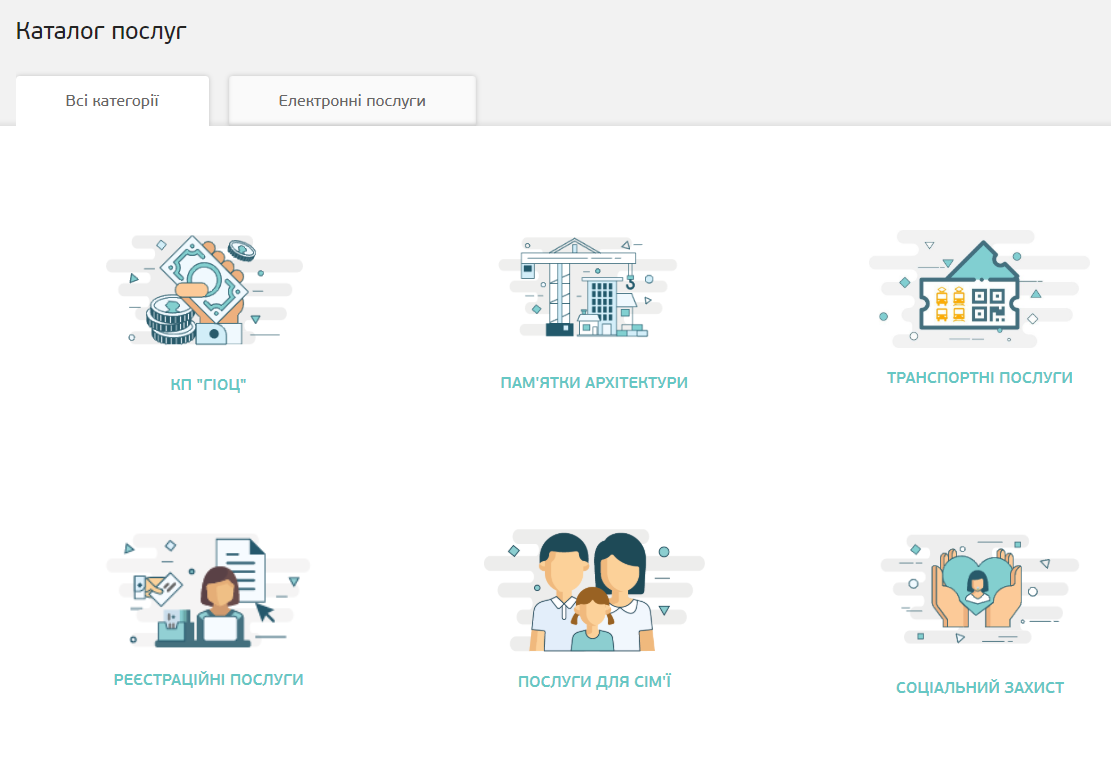 Каталог послуг
Всі категорії
Електронні послуги
КП "ГІОЦ"
ПАМ'ЯТКИ АРХІТЕКТУРИ
ТРАНСПОРТНІ ПОСЛУГИ
РЕЄСТРАЦІЙНІ ПОСЛУГИ
ПОСЛУГИ ДЛЯ СІМ'Ї
СОЦІАЛЬНИЙ ЗАХИСТ